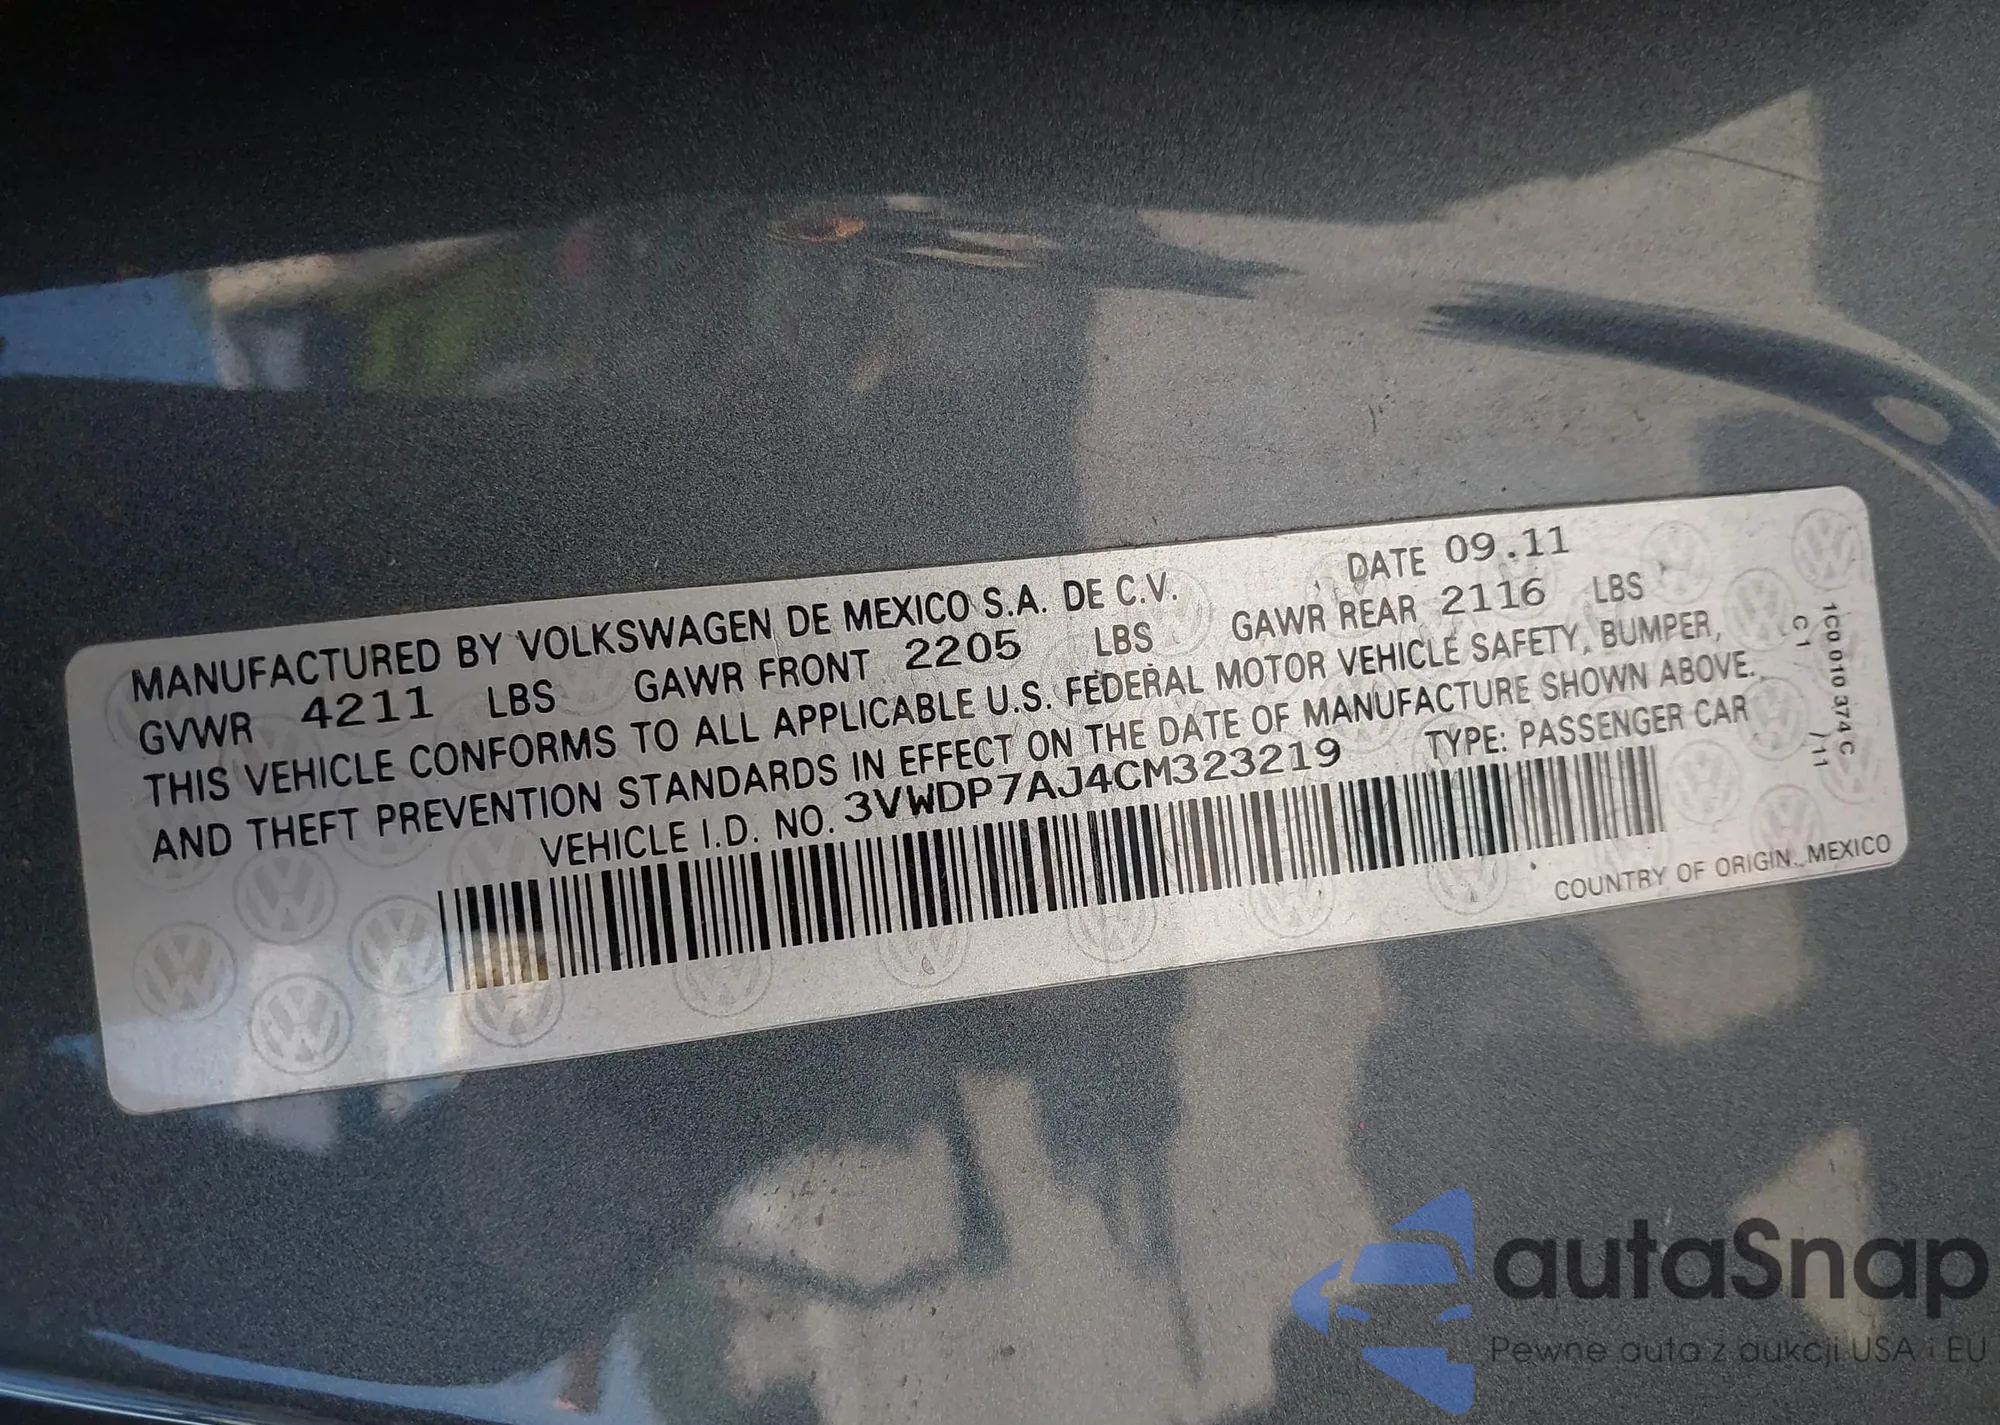 MANUFACTURED BY VOLKSWAGEN DE MEXICO S.A. DE C.V. DATE 09.11
GVWR 4211 LBS GAWR FRONT 2205 LBS GAWR REAR 2116 LBS
THIS VEHICLE CONFORMS TO ALL APPLICABLE U.S. FEDERAL MOTOR VEHICLE SAFETY, BUMPER,
AND THEFT PREVENTION STANDARDS IN EFFECT ON THE DATE OF MANUFACTURE SHOWN ABOVE.
VEHICLE I.D. NO. 3VWDP7AJ4CM323219 TYPE: PASSENGER CAR
COUNTRY OF ORIGIN. MEXICO
1C0 010 374 C
C1 /11
autaSnap
Pewne auta z aukcji USA i EU